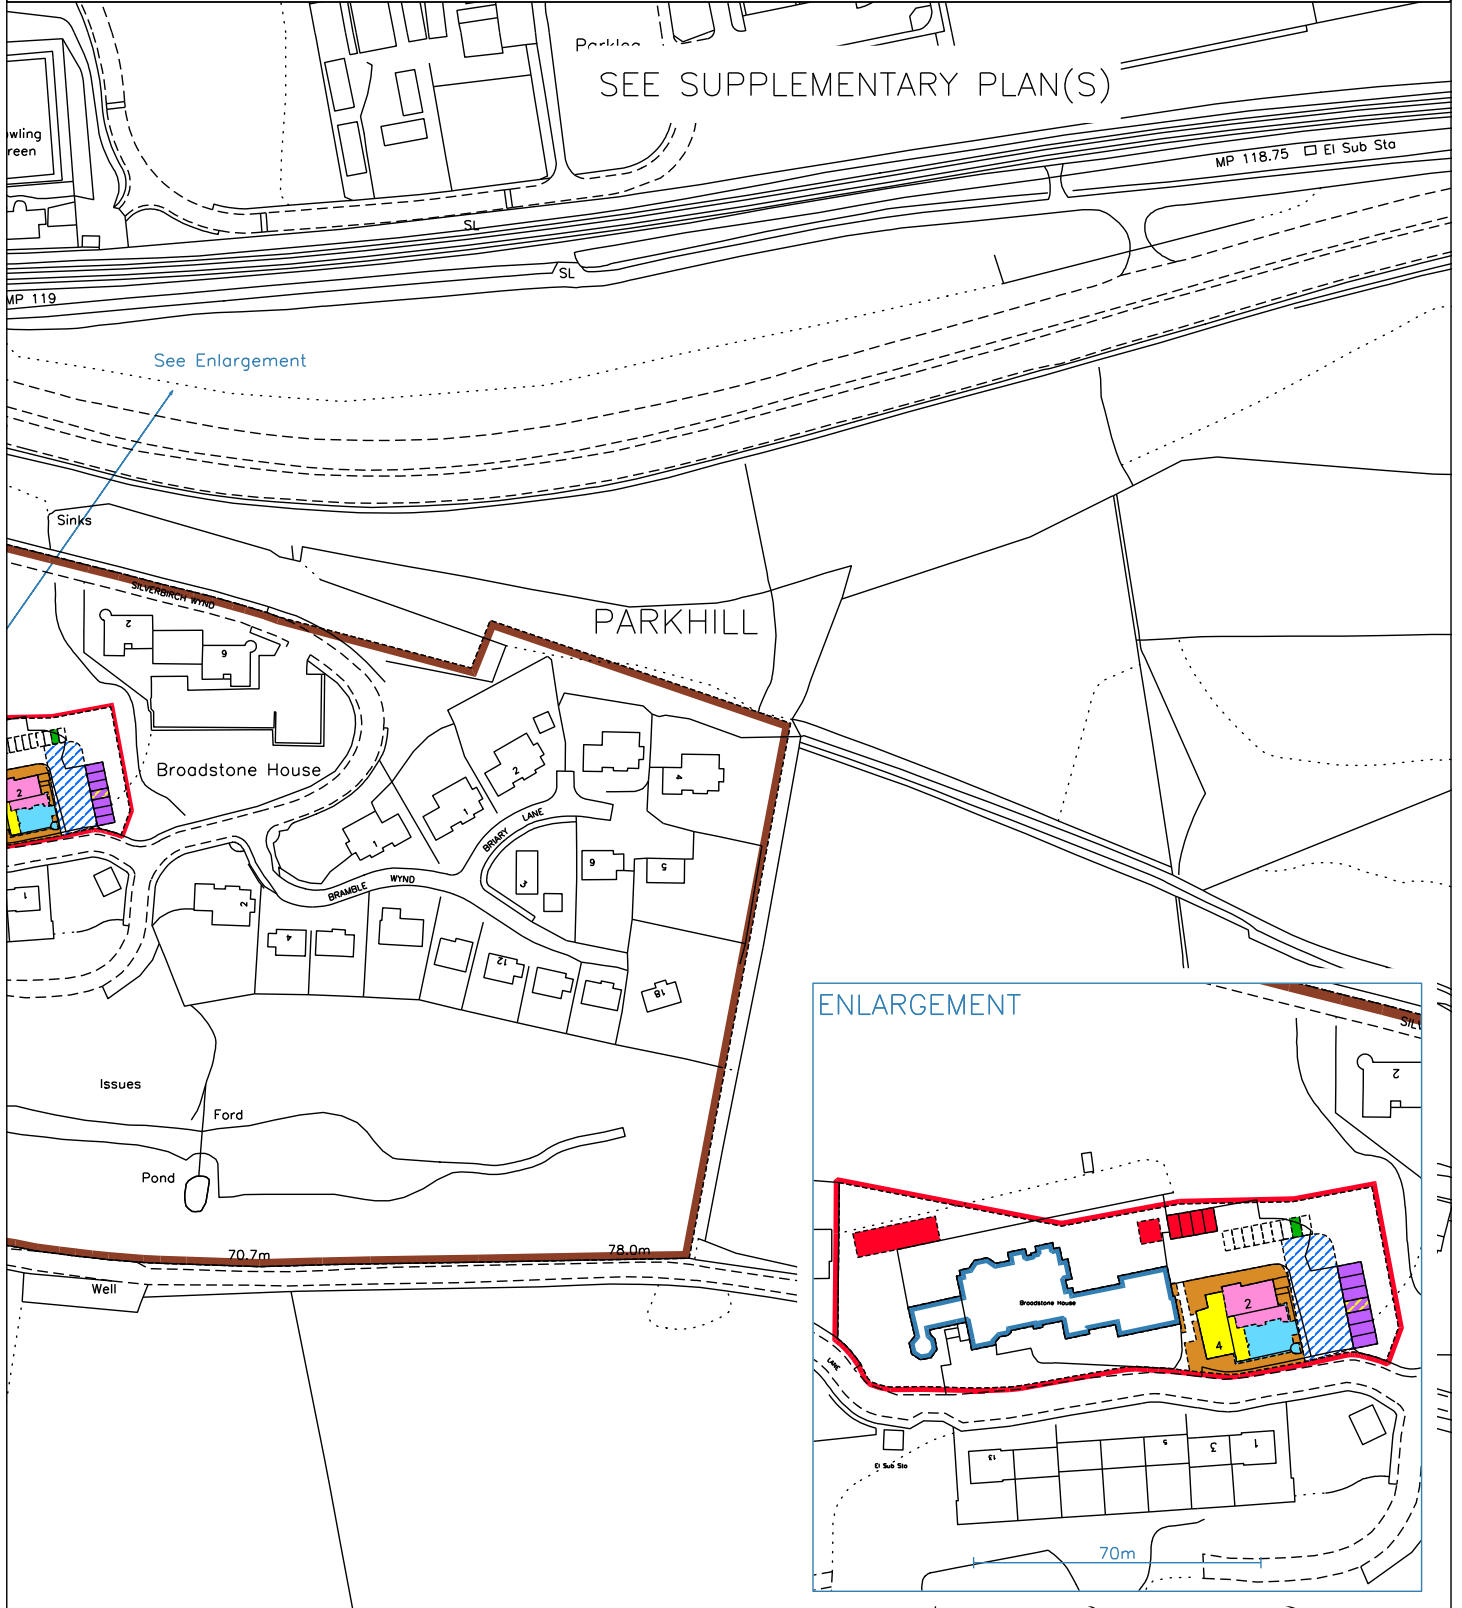 Parklea
SEE SUPPLEMENTARY PLAN(S)
wling
reen
MP 118.75
El Sub Sta
SL
SL
MP 119
See Enlargement
Sinks
SILVERBIRCH WYND
PARKHILL
2
9
Broadstone House
2
2
1
1
4
BRIARY LANE
3
6
5
BRAMBLE WYND
1
2
4
12
18
Issues
Ford
Pond
70.7m
78.0m
Well
ENLARGEMENT
2
Broadstone House
2
4
LANE
El Sub Sta
13
5
3
1
70m